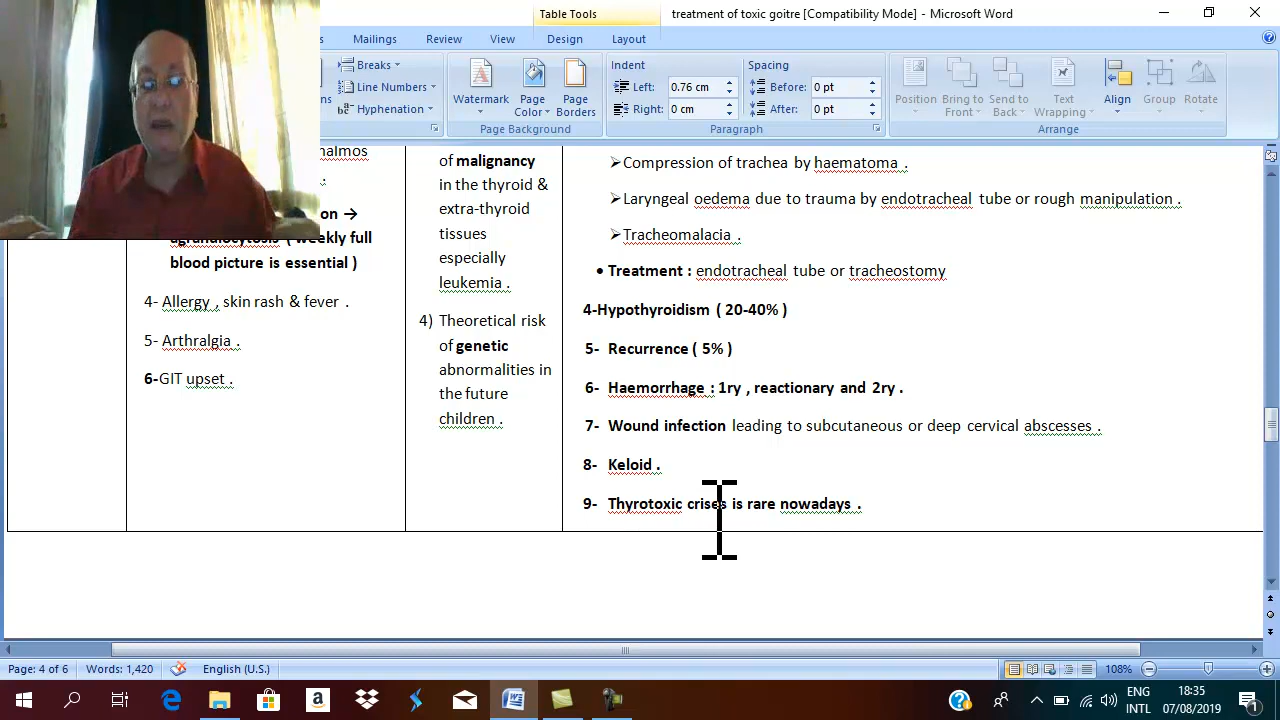 Table Tools
treatment of toxic goitre [Compatibility Mode] - Microsoft Word
Mailings Review View Design Layout
Breaks
Line Numbers
Hyphenation
Watermark
Page Color
Page Borders
Page Background
Indent
Left: 0.76 cm
Right: 0 cm
Spacing
Before: 0 pt
After: 0 pt
Paragraph
Position
Bring to Front
Send to Back
Text Wrapping
Align
Group
Rotate
Arrange
on →
agranulocytosis ( weekly full
blood picture is essential )
4- Allergy , skin rash & fever .
5- Arthralgia .
6-GIT upset .
of malignancy
in the thyroid &
extra-thyroid
tissues
especially
leukemia .
4) Theoretical risk
of genetic
abnormalities in
the future
children .
➢Compression of trachea by haematoma .
➢Laryngeal oedema due to trauma by endotracheal tube or rough manipulation .
➢Tracheomalacia .
• Treatment : endotracheal tube or tracheostomy
4-Hypothyroidism ( 20-40% )
5- Recurrence ( 5% )
6- Haemorrhage : 1ry , reactionary and 2ry .
7- Wound infection leading to subcutaneous or deep cervical abscesses .
8- Keloid .
9- Thyrotoxic crises is rare nowadays .
Page: 4 of 6 Words: 1,420 English (U.S.) 108%
ENG 18:35
INTL 07/08/2019